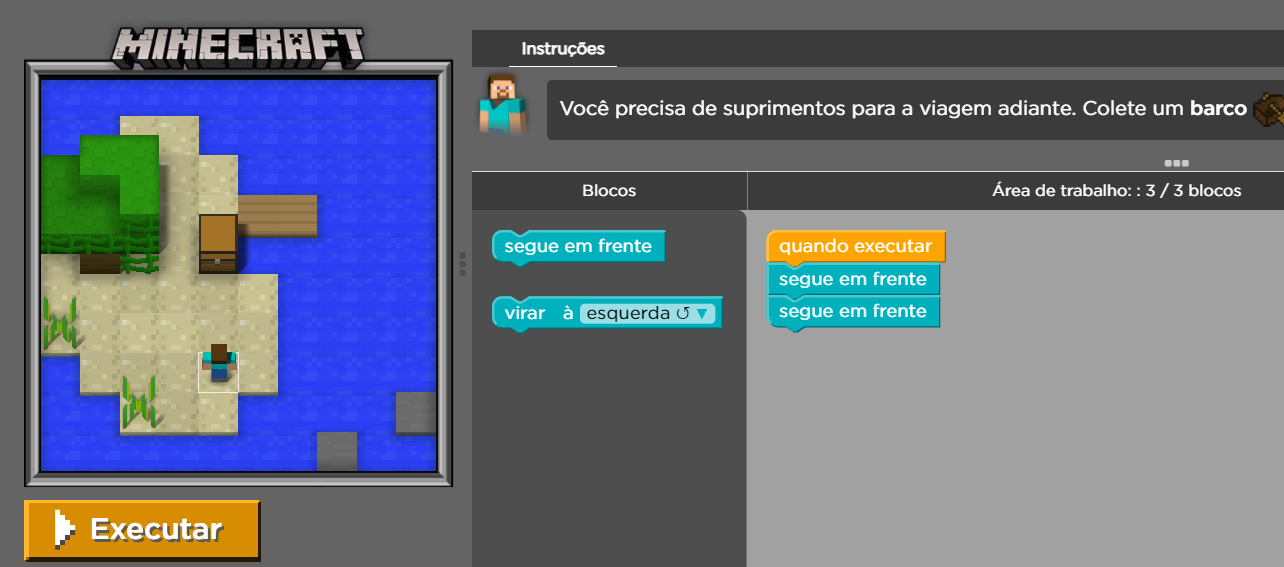 MINECRAFT
Instruções
Você precisa de suprimentos para a viagem adiante. Colete um barco
Blocos
Área de trabalho: : 3 / 3 blocos
segue em frente
virar à esquerda ↺ ▼
quando executar
segue em frente
segue em frente
Executar